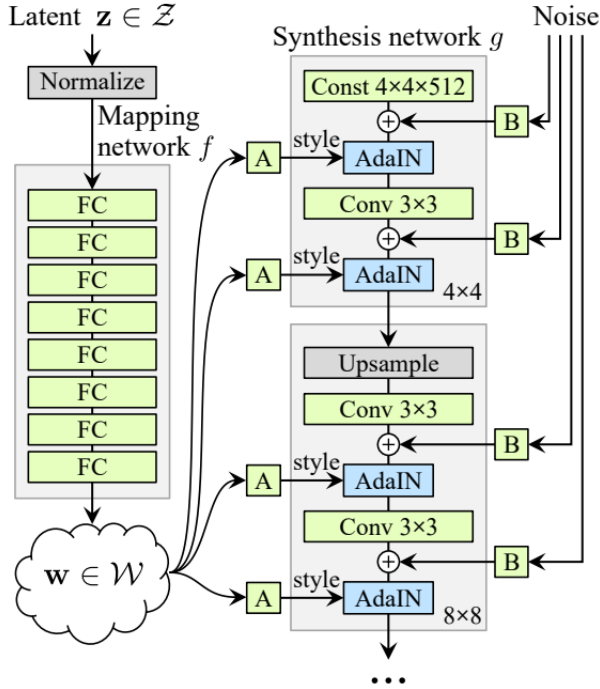 Latent z ∈ 𝒵
Normalize
Mapping
network f
FC
FC
FC
FC
FC
FC
FC
FC
w ∈ 𝒲
Synthesis network g
Noise
Const 4×4×512
B
A
style
AdaIN
Conv 3×3
B
A
style
AdaIN
4×4
Upsample
Conv 3×3
B
A
style
AdaIN
Conv 3×3
B
A
style
AdaIN
8×8
...